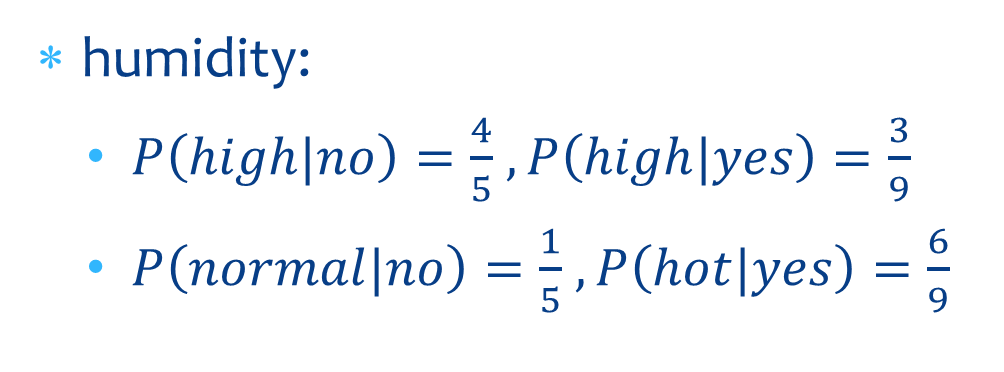 * humidity:
• P(high|no) = 4/5, P(high|yes) = 3/9
• P(normal|no) = 1/5, P(hot|yes) = 6/9